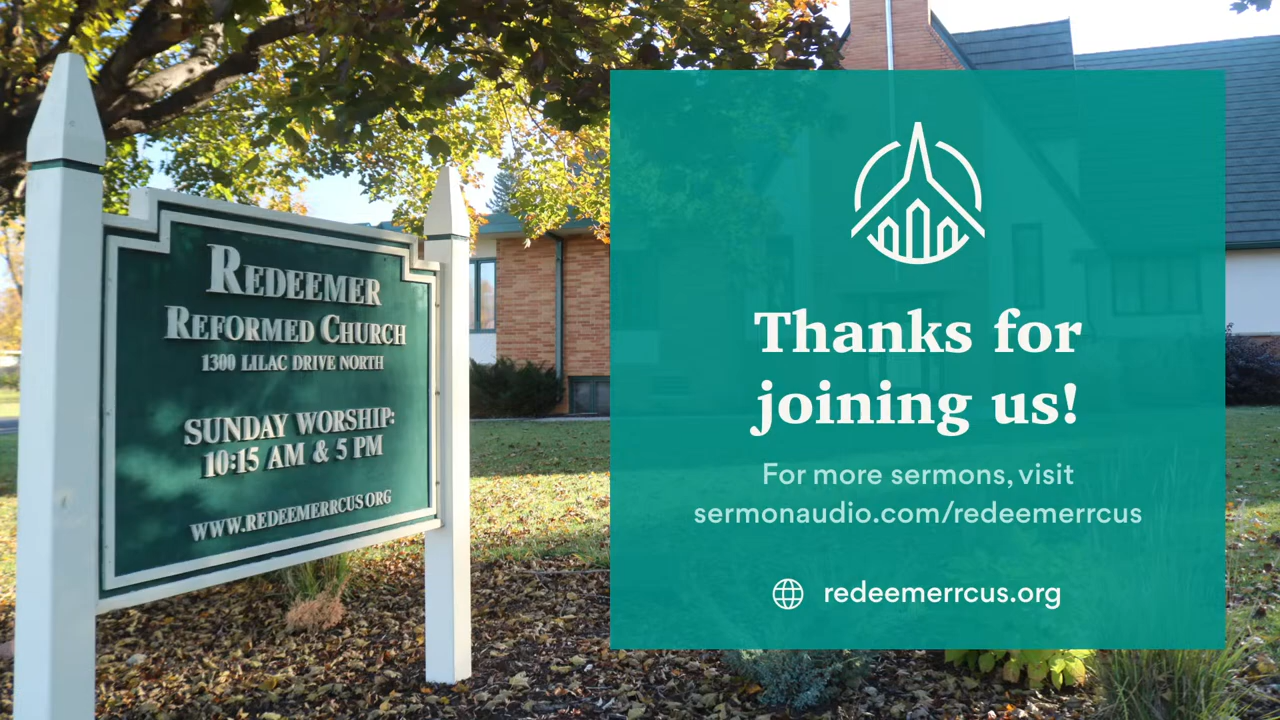 REDEEMER
REFORMED CHURCH
1300 LILAC DRIVE NORTH
SUNDAY WORSHIP:
10:15 AM & 5 PM
WWW.REDEEMERRCUS.ORG
Thanks for
joining us!
For more sermons, visit
sermonaudio.com/redeemerrcus
redeemerrcus.org